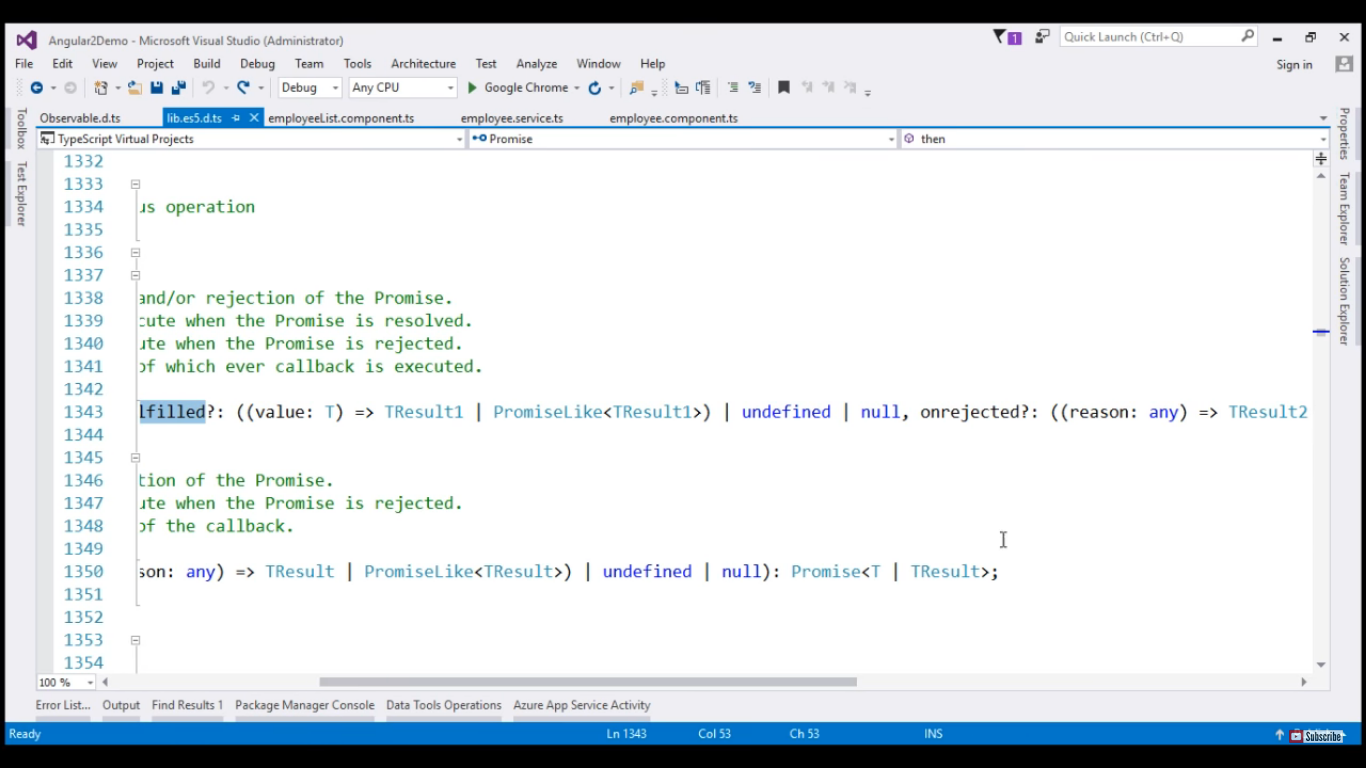 Angular2Demo - Microsoft Visual Studio (Administrator)
1
Quick Launch (Ctrl+Q)
File Edit View Project Build Debug Team Tools Architecture Test Analyze Window Help
Sign in
Debug Any CPU Google Chrome
Toolbox
Test Explorer
Observable.d.ts lib.es5.d.ts employeeList.component.ts employee.service.ts employee.component.ts
TypeScript Virtual Projects Promise then
Properties
Team Explorer
Solution Explorer
1332
1333
1334 us operation
1335
1336
1337
1338 and/or rejection of the Promise.
1339 cute when the Promise is resolved.
1340 ute when the Promise is rejected.
1341 of which ever callback is executed.
1342
1343 lfilled?: ((value: T) => TResult1 | PromiseLike<TResult1>) | undefined | null, onrejected?: ((reason: any) => TResult2
1344
1345
1346 tion of the Promise.
1347 ute when the Promise is rejected.
1348 of the callback.
1349
1350 son: any) => TResult | PromiseLike<TResult>) | undefined | null): Promise<T | TResult>;
1351
1352
1353
1354
100 %
Error List... Output Find Results 1 Package Manager Console Data Tools Operations Azure App Service Activity
Ready Ln 1343 Col 53 Ch 53 INS
Subscribe